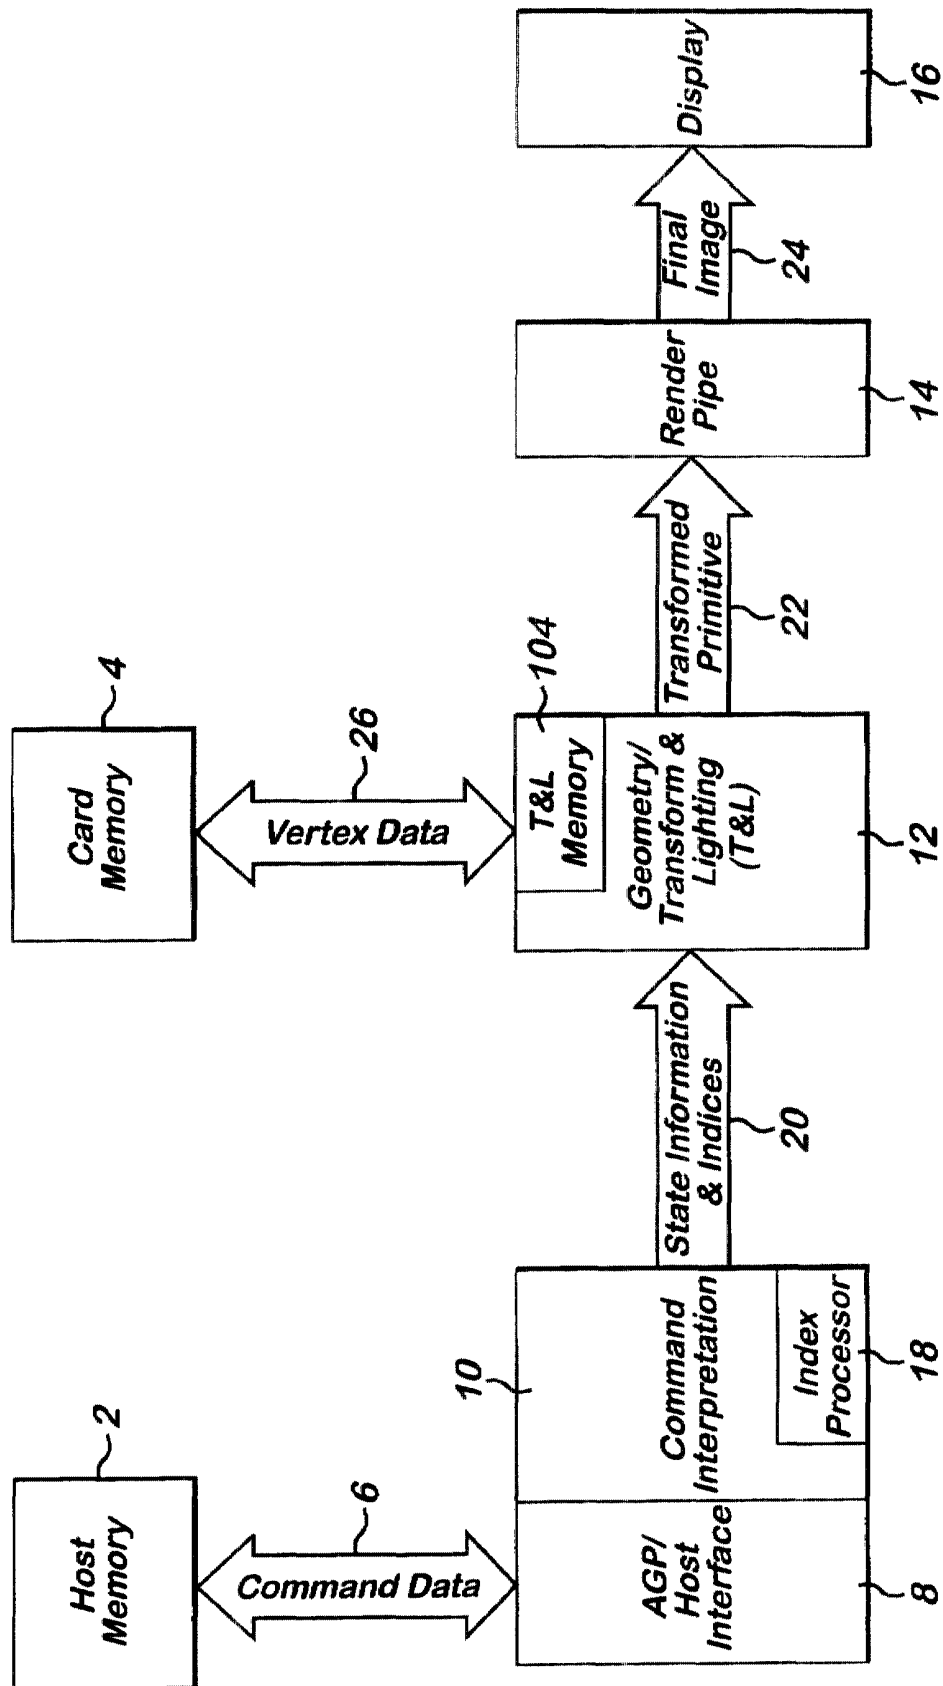 Host
Memory
2
Command Data
6
AGP/
Host
Interface
8
Command
Interpretation
10
Index
Processor
18
State Information
& Indices
20
Card
Memory
4
Vertex Data
26
T&L
Memory
104
Geometry/
Transform &
Lighting
(T&L)
12
Transformed
Primitive
22
Render
Pipe
14
Final
Image
24
Display
16